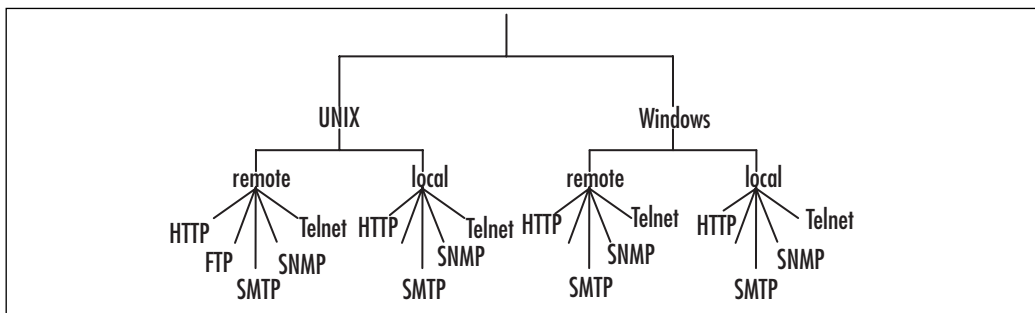 UNIX Windows
remote local remote local
HTTP FTP SMTP SNMP Telnet
HTTP SMTP SNMP Telnet
HTTP SMTP SNMP Telnet
HTTP SMTP SNMP Telnet